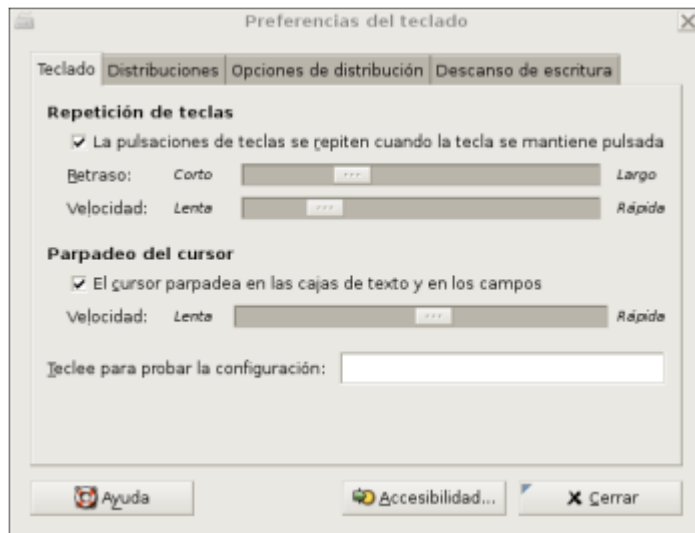 Preferencias del teclado
Teclado Distribuciones Opciones de distribución Descanso de escritura
Repetición de teclas
La pulsaciones de teclas se repiten cuando la tecla se mantiene pulsada
Retraso: Corto Largo
Velocidad: Lenta Rápida
Parpadeo del cursor
El cursor parpadea en las cajas de texto y en los campos
Velocidad: Lenta Rápida
Teclee para probar la configuración:
Ayuda Accesibilidad... Cerrar